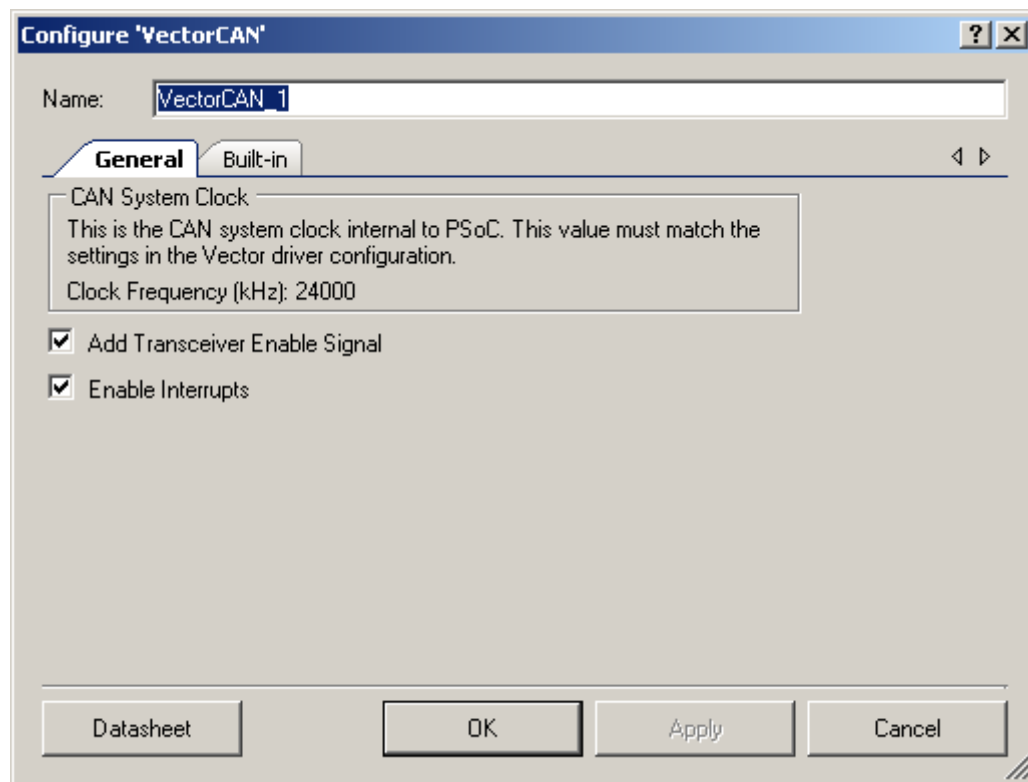 Configure 'VectorCAN'
Name: VectorCAN_1
General Built-in
CAN System Clock
This is the CAN system clock internal to PSoC. This value must match the
settings in the Vector driver configuration.
Clock Frequency (kHz): 24000
Add Transceiver Enable Signal
Enable Interrupts
Datasheet OK Apply Cancel